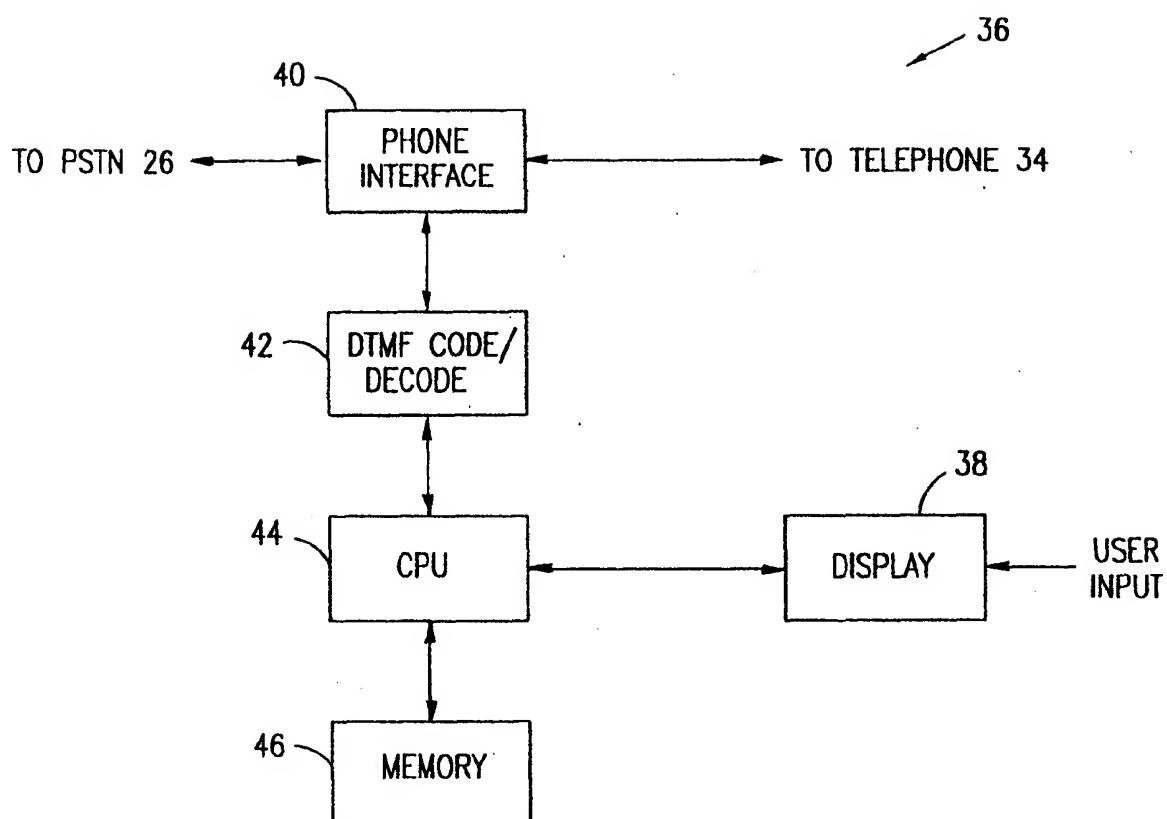 36
40
PHONE
INTERFACE
TO PSTN 26
TO TELEPHONE 34
42
DTMF CODE/
DECODE
38
44
CPU
DISPLAY
USER
INPUT
46
MEMORY